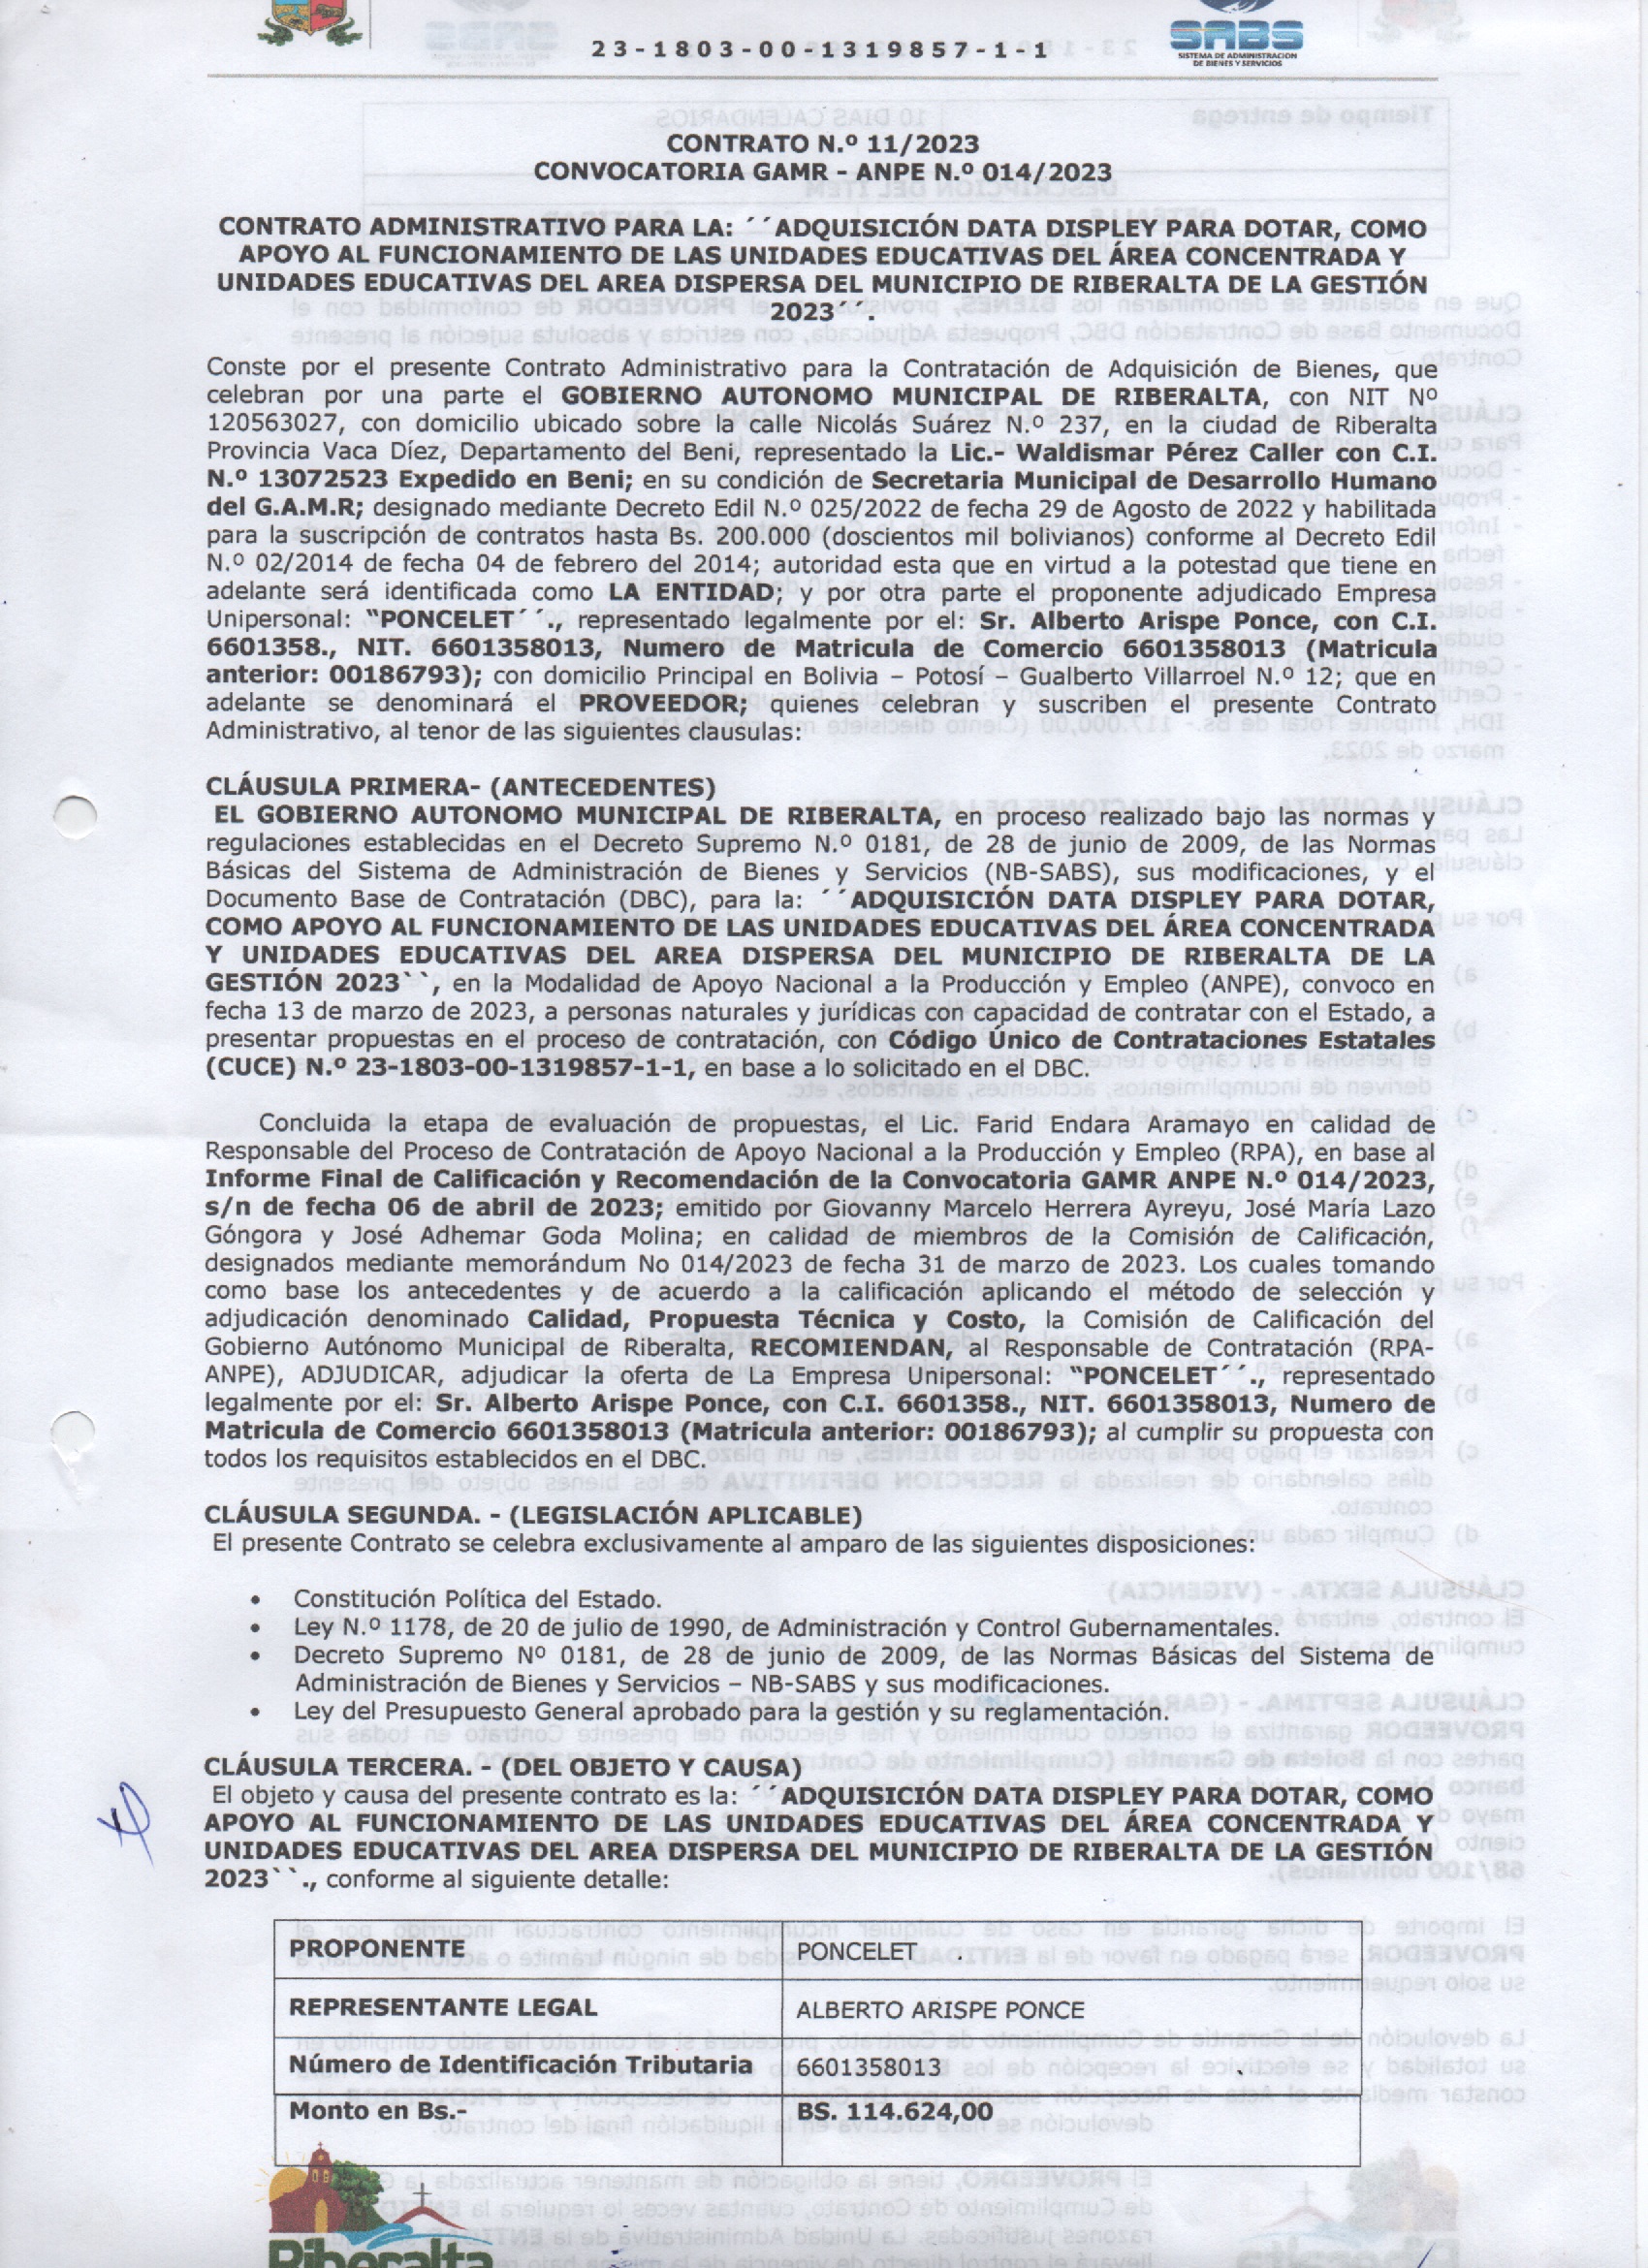 23-1803-00-1319857-1-1
SABS
SISTEMA DE ADMINISTRACION
DE BIENES Y SERVICIOS
CONTRATO N.º 11/2023
CONVOCATORIA GAMR - ANPE N.º 014/2023
CONTRATO ADMINISTRATIVO PARA LA: ´´ADQUISICIÓN DATA DISPLEY PARA DOTAR, COMO
APOYO AL FUNCIONAMIENTO DE LAS UNIDADES EDUCATIVAS DEL ÁREA CONCENTRADA Y
UNIDADES EDUCATIVAS DEL AREA DISPERSA DEL MUNICIPIO DE RIBERALTA DE LA GESTIÓN
2023´´.
Conste por el presente Contrato Administrativo para la Contratación de Adquisición de Bienes, que
celebran por una parte el GOBIERNO AUTONOMO MUNICIPAL DE RIBERALTA, con NIT Nº
120563027, con domicilio ubicado sobre la calle Nicolás Suárez N.º 237, en la ciudad de Riberalta
Provincia Vaca Díez, Departamento del Beni, representado la Lic.- Waldismar Pérez Caller con C.I.
N.º 13072523 Expedido en Beni; en su condición de Secretaria Municipal de Desarrollo Humano
del G.A.M.R; designado mediante Decreto Edil N.º 025/2022 de fecha 29 de Agosto de 2022 y habilitada
para la suscripción de contratos hasta Bs. 200.000 (doscientos mil bolivianos) conforme al Decreto Edil
N.º 02/2014 de fecha 04 de febrero del 2014; autoridad esta que en virtud a la potestad que tiene en
adelante será identificada como LA ENTIDAD; y por otra parte el proponente adjudicado Empresa
Unipersonal: “PONCELET´´., representado legalmente por el: Sr. Alberto Arispe Ponce, con C.I.
6601358., NIT. 6601358013, Numero de Matricula de Comercio 6601358013 (Matricula
anterior: 00186793); con domicilio Principal en Bolivia – Potosí – Gualberto Villarroel N.º 12; que en
adelante se denominará el PROVEEDOR; quienes celebran y suscriben el presente Contrato
Administrativo, al tenor de las siguientes clausulas:
CLÁUSULA PRIMERA- (ANTECEDENTES)
EL GOBIERNO AUTONOMO MUNICIPAL DE RIBERALTA, en proceso realizado bajo las normas y
regulaciones establecidas en el Decreto Supremo N.º 0181, de 28 de junio de 2009, de las Normas
Básicas del Sistema de Administración de Bienes y Servicios (NB-SABS), sus modificaciones, y el
Documento Base de Contratación (DBC), para la: ´´ADQUISICIÓN DATA DISPLEY PARA DOTAR,
COMO APOYO AL FUNCIONAMIENTO DE LAS UNIDADES EDUCATIVAS DEL ÁREA CONCENTRADA
Y UNIDADES EDUCATIVAS DEL AREA DISPERSA DEL MUNICIPIO DE RIBERALTA DE LA
GESTIÓN 2023``, en la Modalidad de Apoyo Nacional a la Producción y Empleo (ANPE), convoco en
fecha 13 de marzo de 2023, a personas naturales y jurídicas con capacidad de contratar con el Estado, a
presentar propuestas en el proceso de contratación, con Código Único de Contrataciones Estatales
(CUCE) N.º 23-1803-00-1319857-1-1, en base a lo solicitado en el DBC.
Concluida la etapa de evaluación de propuestas, el Lic. Farid Endara Aramayo en calidad de
Responsable del Proceso de Contratación de Apoyo Nacional a la Producción y Empleo (RPA), en base al
Informe Final de Calificación y Recomendación de la Convocatoria GAMR ANPE N.º 014/2023,
s/n de fecha 06 de abril de 2023; emitido por Giovanny Marcelo Herrera Ayreyu, José María Lazo
Góngora y José Adhemar Goda Molina; en calidad de miembros de la Comisión de Calificación,
designados mediante memorándum No 014/2023 de fecha 31 de marzo de 2023. Los cuales tomando
como base los antecedentes y de acuerdo a la calificación aplicando el método de selección y
adjudicación denominado Calidad, Propuesta Técnica y Costo, la Comisión de Calificación del
Gobierno Autónomo Municipal de Riberalta, RECOMIENDAN, al Responsable de Contratación (RPA-
ANPE), ADJUDICAR, adjudicar la oferta de La Empresa Unipersonal: “PONCELET´´., representado
legalmente por el: Sr. Alberto Arispe Ponce, con C.I. 6601358., NIT. 6601358013, Numero de
Matricula de Comercio 6601358013 (Matricula anterior: 00186793); al cumplir su propuesta con
todos los requisitos establecidos en el DBC.
CLÁUSULA SEGUNDA. - (LEGISLACIÓN APLICABLE)
El presente Contrato se celebra exclusivamente al amparo de las siguientes disposiciones:
• Constitución Política del Estado.
• Ley N.º 1178, de 20 de julio de 1990, de Administración y Control Gubernamentales.
• Decreto Supremo Nº 0181, de 28 de junio de 2009, de las Normas Básicas del Sistema de
Administración de Bienes y Servicios – NB-SABS y sus modificaciones.
• Ley del Presupuesto General aprobado para la gestión y su reglamentación.
CLÁUSULA TERCERA. - (DEL OBJETO Y CAUSA)
El objeto y causa del presente contrato es la: ´´ADQUISICIÓN DATA DISPLEY PARA DOTAR, COMO
APOYO AL FUNCIONAMIENTO DE LAS UNIDADES EDUCATIVAS DEL ÁREA CONCENTRADA Y
UNIDADES EDUCATIVAS DEL AREA DISPERSA DEL MUNICIPIO DE RIBERALTA DE LA GESTIÓN
2023``., conforme al siguiente detalle:
PROPONENTE PONCELET
REPRESENTANTE LEGAL ALBERTO ARISPE PONCE
Número de Identificación Tributaria 6601358013
Monto en Bs.- BS. 114.624,00
Riberalta